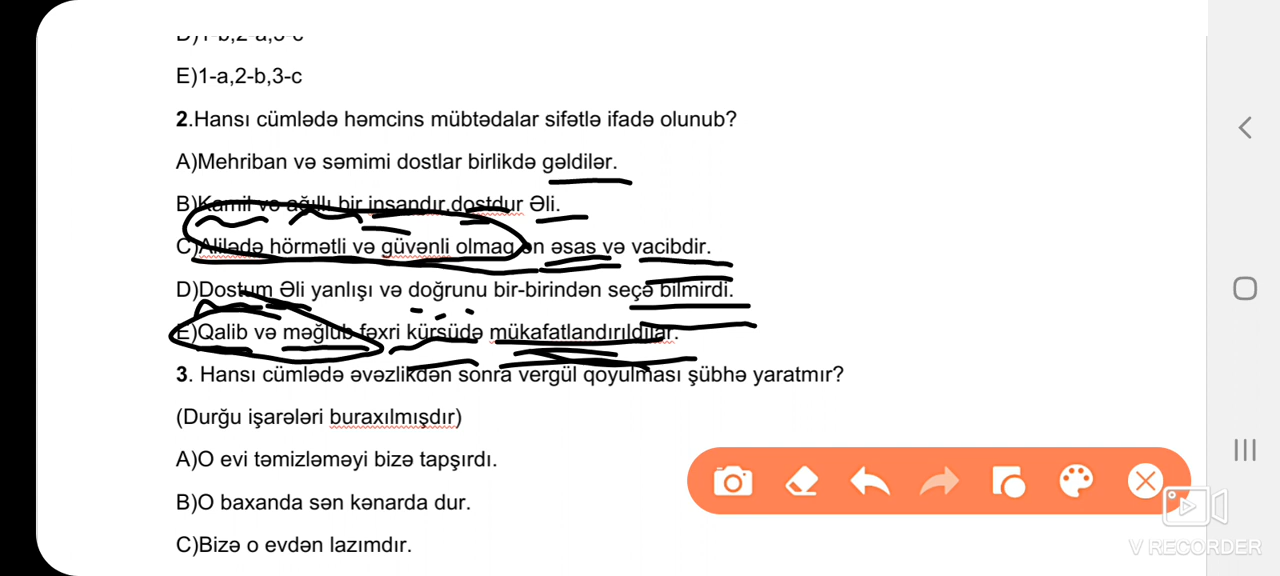 E)1-a,2-b,3-c
2.Hansı cümlədə həmcins mübtədalar sifətlə ifadə olunub?
A)Mehriban və səmimi dostlar birlikdə gəldilər.
B)Kamil və ağıllı bir insandır,dostdur Əli.
C)Ailədə hörmətli və güvənli olmaq ən əsas və vacibdir.
D)Dostum Əli yanlışı və doğrunu bir-birindən seçə bilmirdi.
E)Qalib və məğlub fəxri kürsüdə mükafatlandırıldılar.
3. Hansı cümlədə əvəzlikdən sonra vergül qoyulması şübhə yaratmır?
(Durğu işarələri buraxılmışdır)
A)O evi təmizləməyi bizə tapşırdı.
B)O baxanda sən kənarda dur.
C)Bizə o evdən lazımdır.
V RECORDER